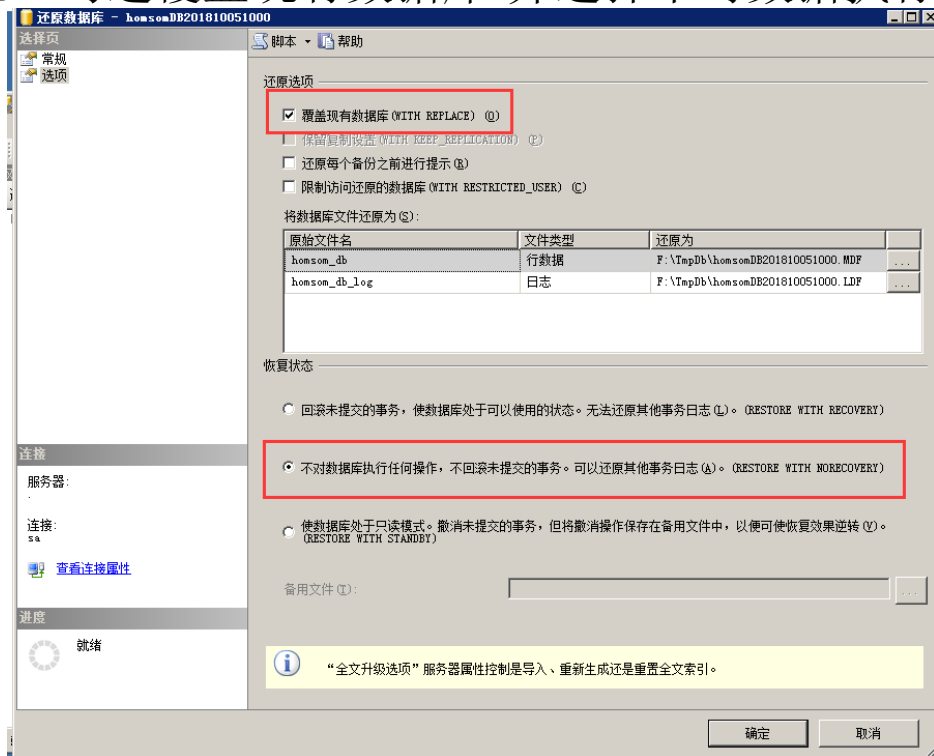 还原数据库 - homsomDB201810051000
选择页
常规
选项
脚本
帮助
还原选项
覆盖现有数据库(WITH REPLACE) (O)
保留复制设置(WITH KEEP_REPLICATION) (P)
还原每个备份之前进行提示(R)
限制访问还原的数据库(WITH RESTRICTED_USER) (C)
将数据库文件还原为(S):
原始文件名 文件类型 还原为
homsom_db 行数据 F:\TmpDb\homsomDB201810051000.MDF ...
homsom_db_log 日志 F:\TmpDb\homsomDB201810051000.LDF ...
恢复状态
回滚未提交的事务，使数据库处于可以使用的状态。无法还原其他事务日志(L)。(RESTORE WITH RECOVERY)
不对数据库执行任何操作，不回滚未提交的事务。可以还原其他事务日志(A)。(RESTORE WITH NORECOVERY)
使数据库处于只读模式。撤消未提交的事务，但将撤消操作保存在备用文件中，以便可使恢复效果逆转(V)。
(RESTORE WITH STANDBY)
备用文件(T):
...
连接
服务器:
.
连接:
sa
查看连接属性
进度
就绪
“全文升级选项”服务器属性控制是导入、重新生成还是重置全文索引。
确定
取消